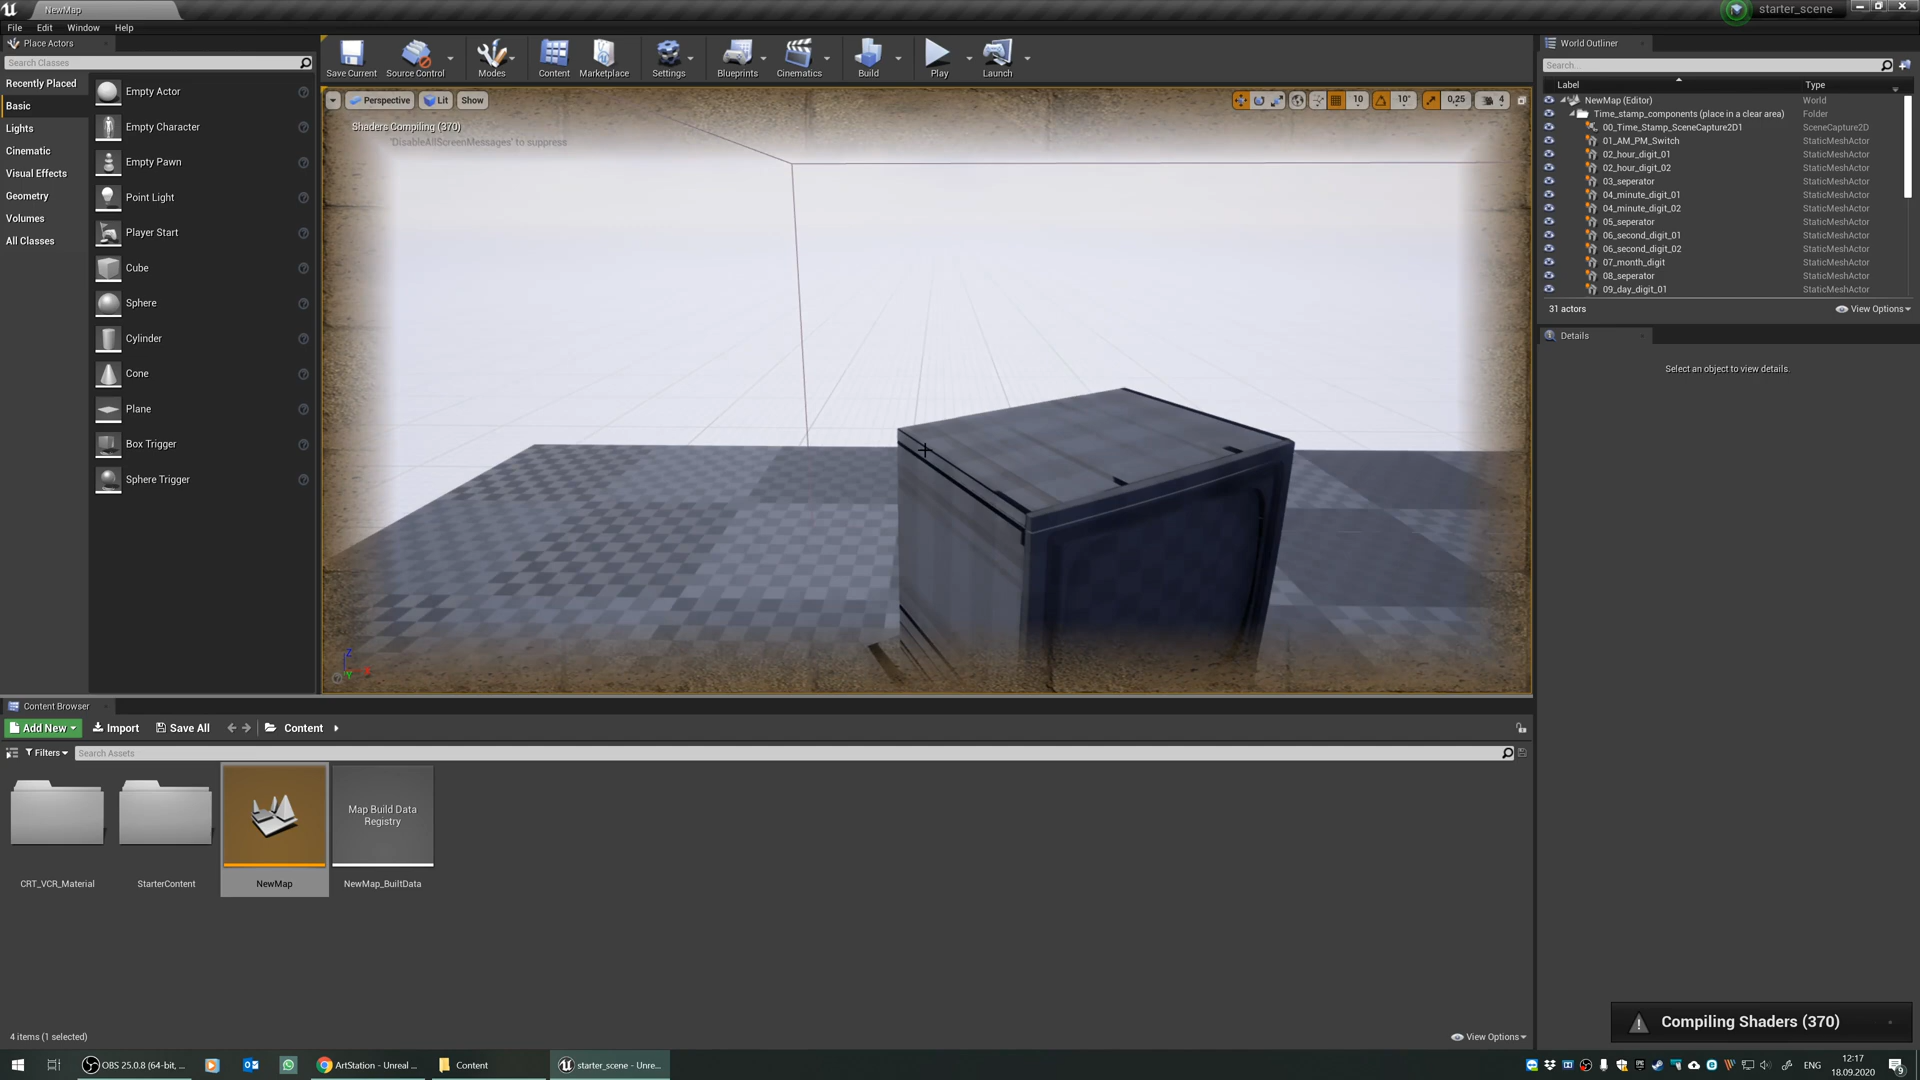 NewMap
starter_scene
File Edit Window Help
Place Actors
Search Classes
Recently Placed
Basic
Lights
Cinematic
Visual Effects
Geometry
Volumes
All Classes
Empty Actor
Empty Character
Empty Pawn
Point Light
Player Start
Cube
Sphere
Cylinder
Cone
Plane
Box Trigger
Sphere Trigger
Save Current Source Control Modes Content Marketplace Settings Blueprints Cinematics Build Play Launch
Perspective Lit Show
10 10° 0,25 4
Shaders Compiling (370)
'DisableAllScreenMessages' to suppress
Z
X
Y
World Outliner
Search...
Label Type
NewMap (Editor) World
Time_stamp_components (place in a clear area) Folder
00_Time_Stamp_SceneCapture2D1 SceneCapture2D
01_AM_PM_Switch StaticMeshActor
02_hour_digit_01 StaticMeshActor
02_hour_digit_02 StaticMeshActor
03_seperator StaticMeshActor
04_minute_digit_01 StaticMeshActor
04_minute_digit_02 StaticMeshActor
05_seperator StaticMeshActor
06_second_digit_01 StaticMeshActor
06_second_digit_02 StaticMeshActor
07_month_digit StaticMeshActor
08_seperator StaticMeshActor
09_day_digit_01 StaticMeshActor
31 actors View Options
Details
Select an object to view details.
Content Browser
Add New Import Save All Content
Filters Search Assets
Map Build Data
Registry
CRT_VCR_Material StarterContent NewMap NewMap_BuiltData
4 items (1 selected) View Options
Compiling Shaders (370)
OBS 25.0.8 (64-bit, ... ArtStation - Unreal ... Content starter_scene - Unre...
ENG
12:17
18.09.2020